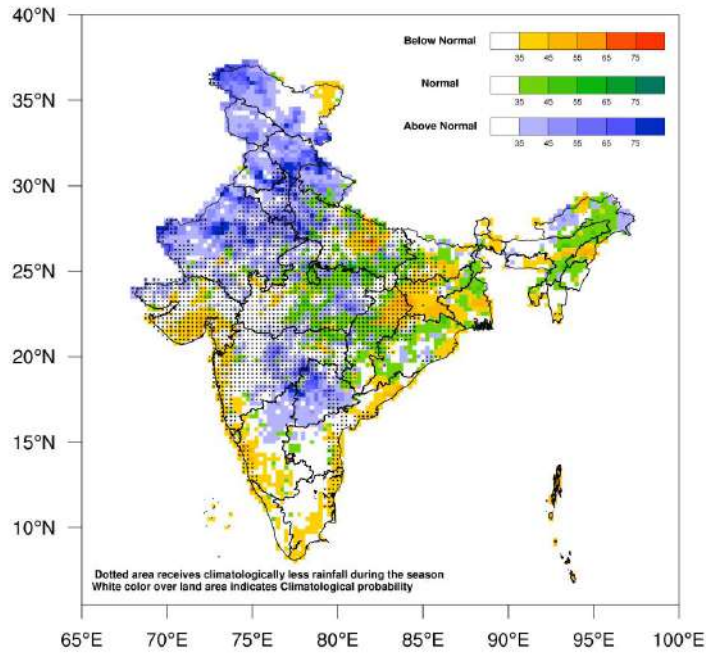 40°N
35°N
30°N
25°N
20°N
15°N
10°N
Below Normal
35 45 55 65 75
Normal
35 45 55 65 75
Above Normal
35 45 55 65 75
Dotted area receives climatologically less rainfall during the season
White color over land area indicates Climatological probability
65°E 70°E 75°E 80°E 85°E 90°E 95°E 100°E